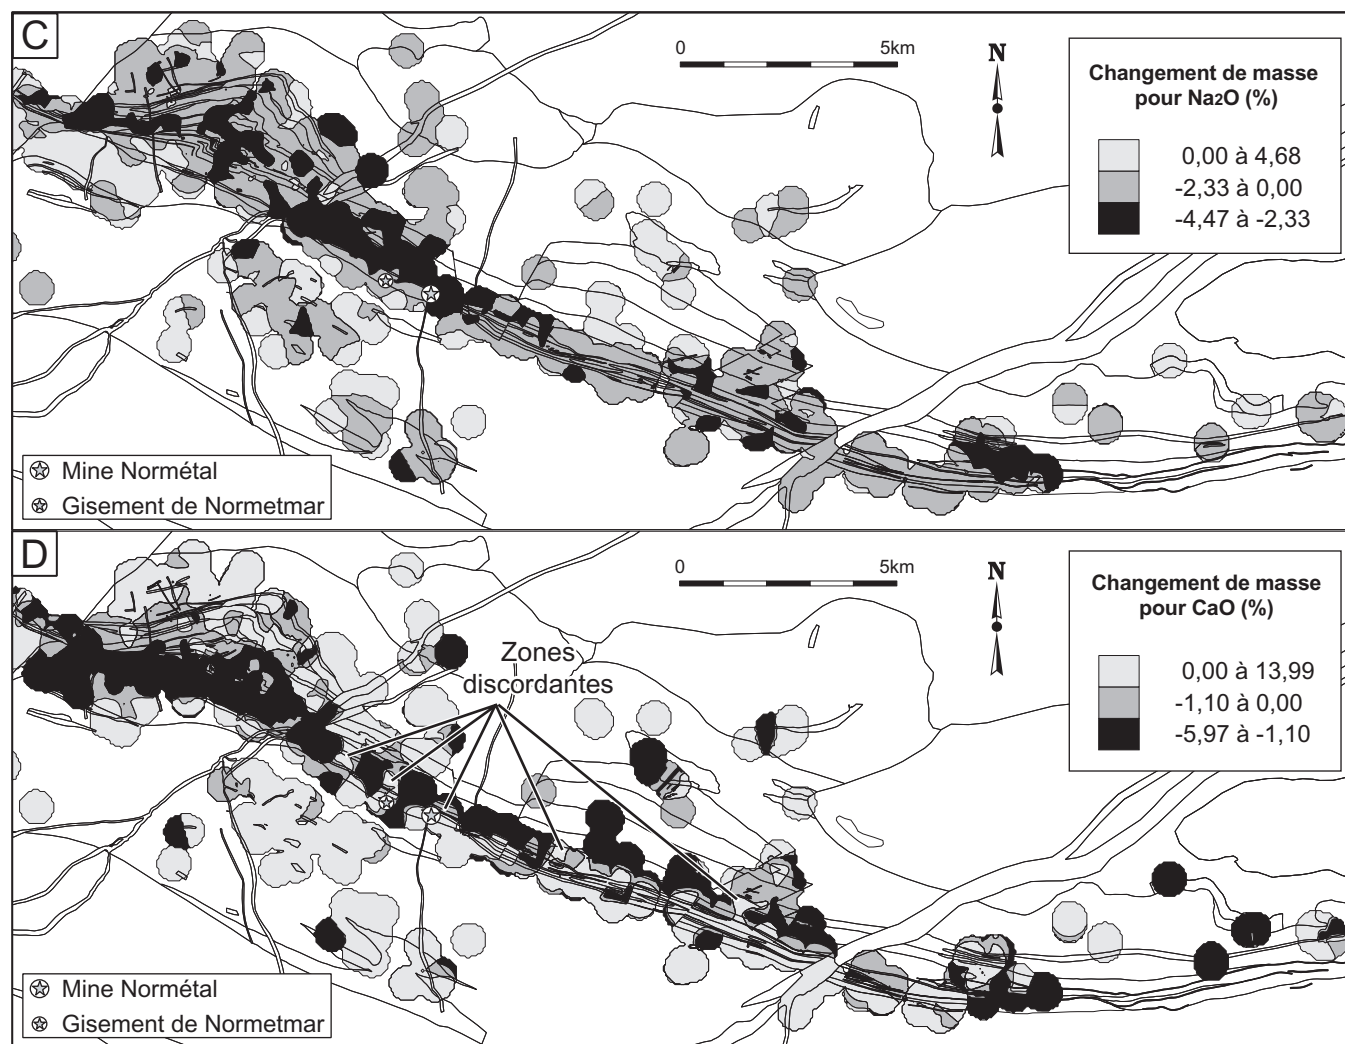 C
0 5km
N
Changement de masse
pour Na2O (%)
0,00 à 4,68
-2,33 à 0,00
-4,47 à -2,33
Mine Normétal
Gisement de Normetmar
D
0 5km
N
Changement de masse
pour CaO (%)
0,00 à 13,99
-1,10 à 0,00
-5,97 à -1,10
Zones
discordantes
Mine Normétal
Gisement de Normetmar